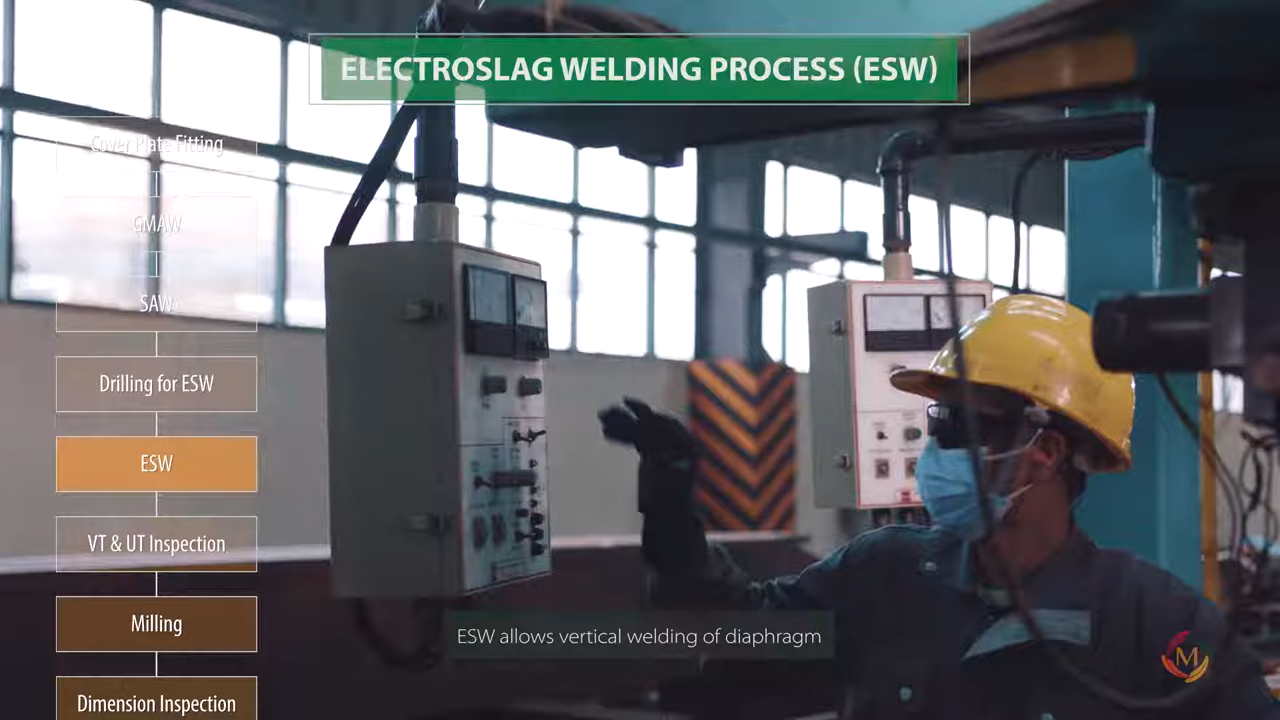 ELECTROSLAG WELDING PROCESS (ESW)
Cover Plate Fitting
GMAW
SAW
Drilling for ESW
ESW
VT & UT Inspection
Milling
Dimension Inspection
ESW allows vertical welding of diaphragm
M